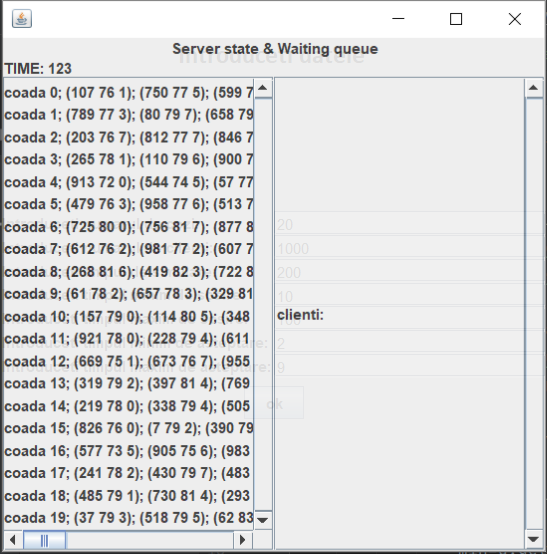 Server state & Waiting queue
Introduceti datele
TIME: 123
coada 0; (107 76 1); (750 77 5); (599 7
coada 1; (789 77 3); (80 79 7); (658 79
coada 2; (203 76 7); (812 77 7); (846 7
coada 3; (265 78 1); (110 79 6); (900 7
coada 4; (913 72 0); (544 74 5); (57 77
coada 5; (479 76 3); (958 77 6); (513 7
coada 6; (725 80 0); (756 81 7); (877 8
coada 7; (612 76 2); (981 77 2); (607 7
coada 8; (268 81 6); (419 82 3); (722 8
coada 9; (61 78 2); (657 78 3); (329 81
coada 10; (157 79 0); (114 80 5); (348
coada 11; (921 78 0); (228 79 4); (611
coada 12; (669 75 1); (673 76 7); (955
coada 13; (319 79 2); (397 81 4); (769
coada 14; (219 78 0); (338 79 4); (505
coada 15; (826 76 0); (7 79 2); (390 79
coada 16; (577 73 5); (905 75 6); (983
coada 17; (241 78 2); (430 79 7); (483
coada 18; (485 79 1); (730 81 4); (293
coada 19; (37 79 3); (518 79 5); (62 83
20
1000
200
10
clienti:
2
9
ok